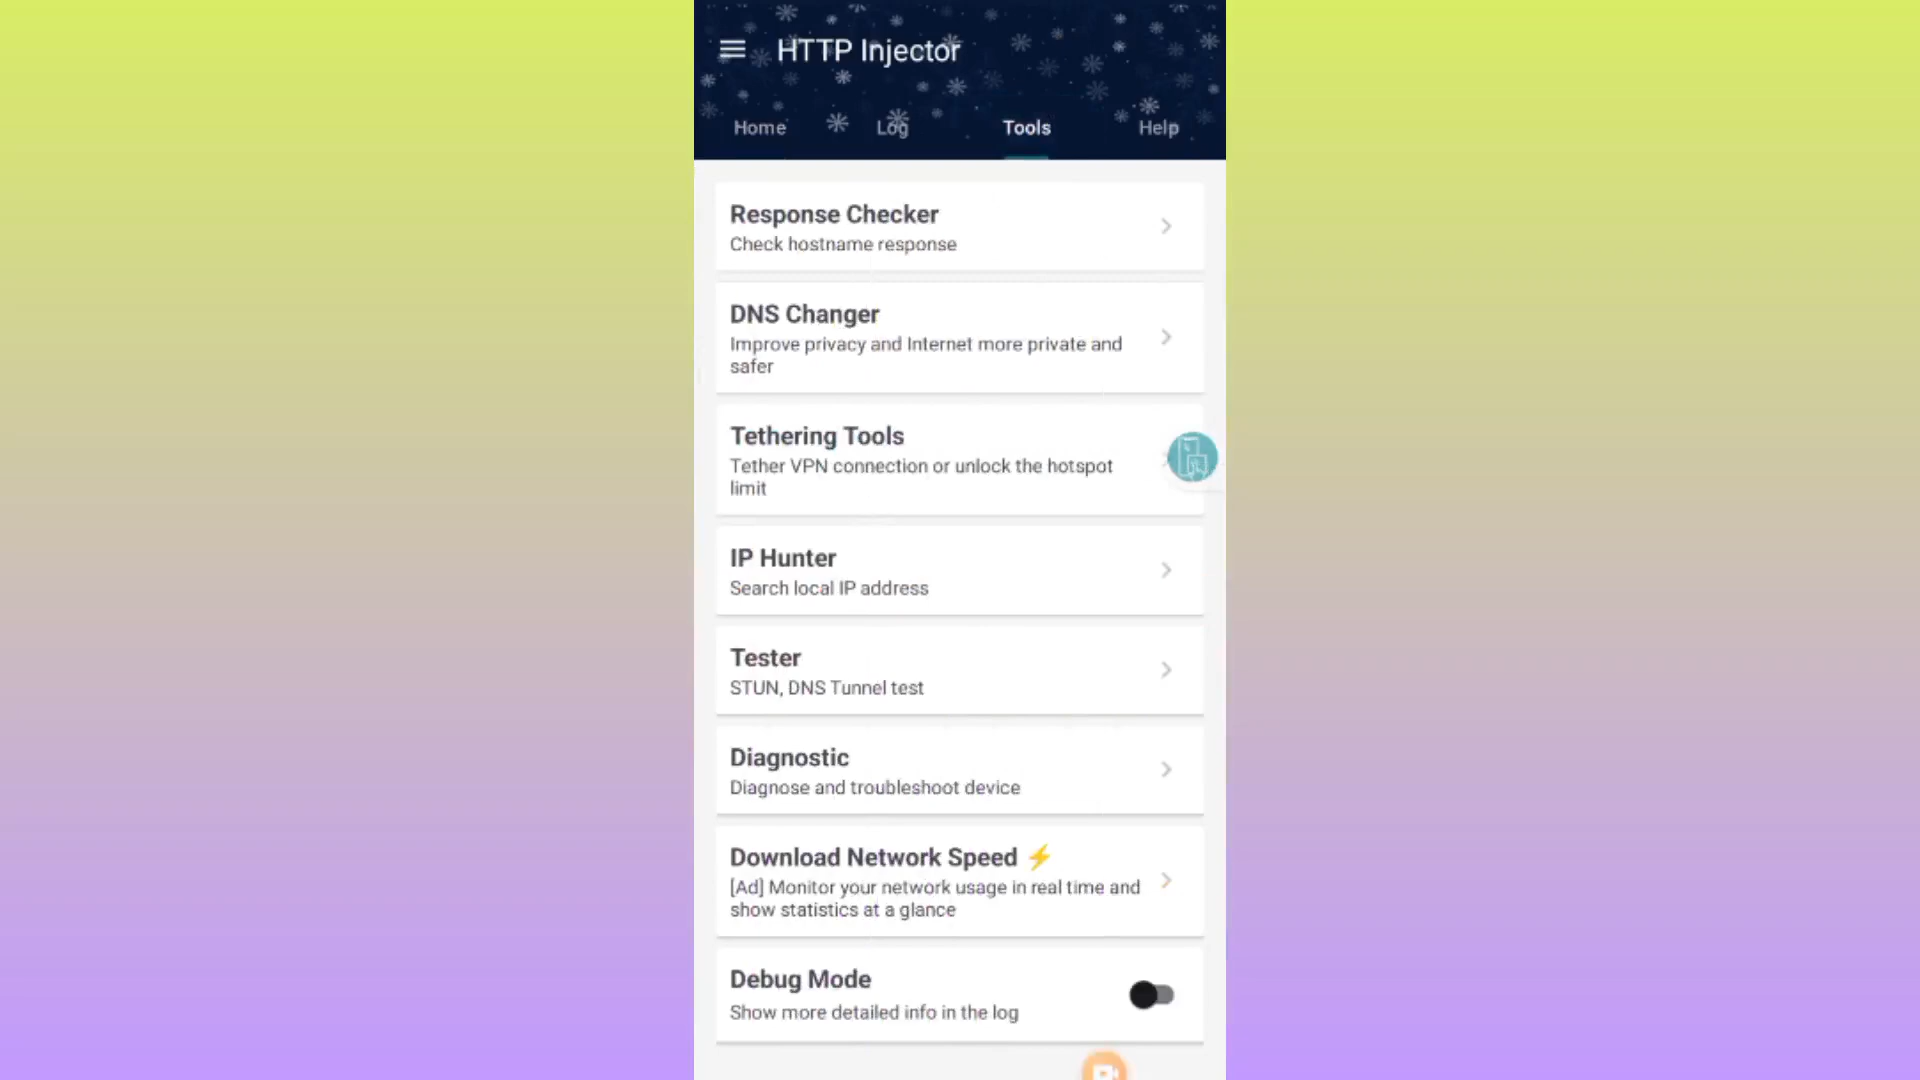 HTTP Injector
Home Log Tools Help
Response Checker
Check hostname response
DNS Changer
Improve privacy and Internet more private and
safer
Tethering Tools
Tether VPN connection or unlock the hotspot
limit
IP Hunter
Search local IP address
Tester
STUN, DNS Tunnel test
Diagnostic
Diagnose and troubleshoot device
Download Network Speed ⚡
[Ad] Monitor your network usage in real time and
show statistics at a glance
Debug Mode
Show more detailed info in the log